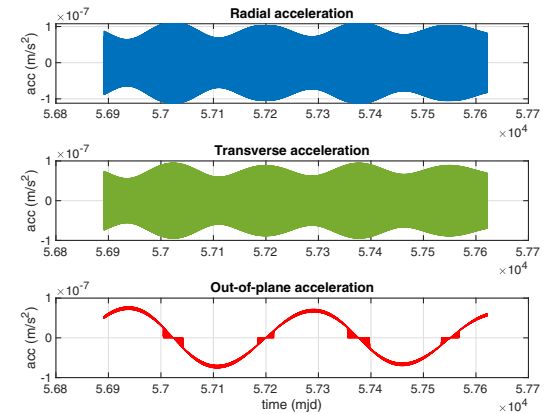 Radial acceleration
×10⁻⁷
acc (m/s²)
1
0
-1
5.68 5.69 5.7 5.71 5.72 5.73 5.74 5.75 5.76 5.77
×10⁴
Transverse acceleration
×10⁻⁷
acc (m/s²)
1
0
-1
5.68 5.69 5.7 5.71 5.72 5.73 5.74 5.75 5.76 5.77
×10⁴
Out-of-plane acceleration
×10⁻⁷
acc (m/s²)
1
0
-1
5.68 5.69 5.7 5.71 5.72 5.73 5.74 5.75 5.76 5.77
time (mjd)
×10⁴